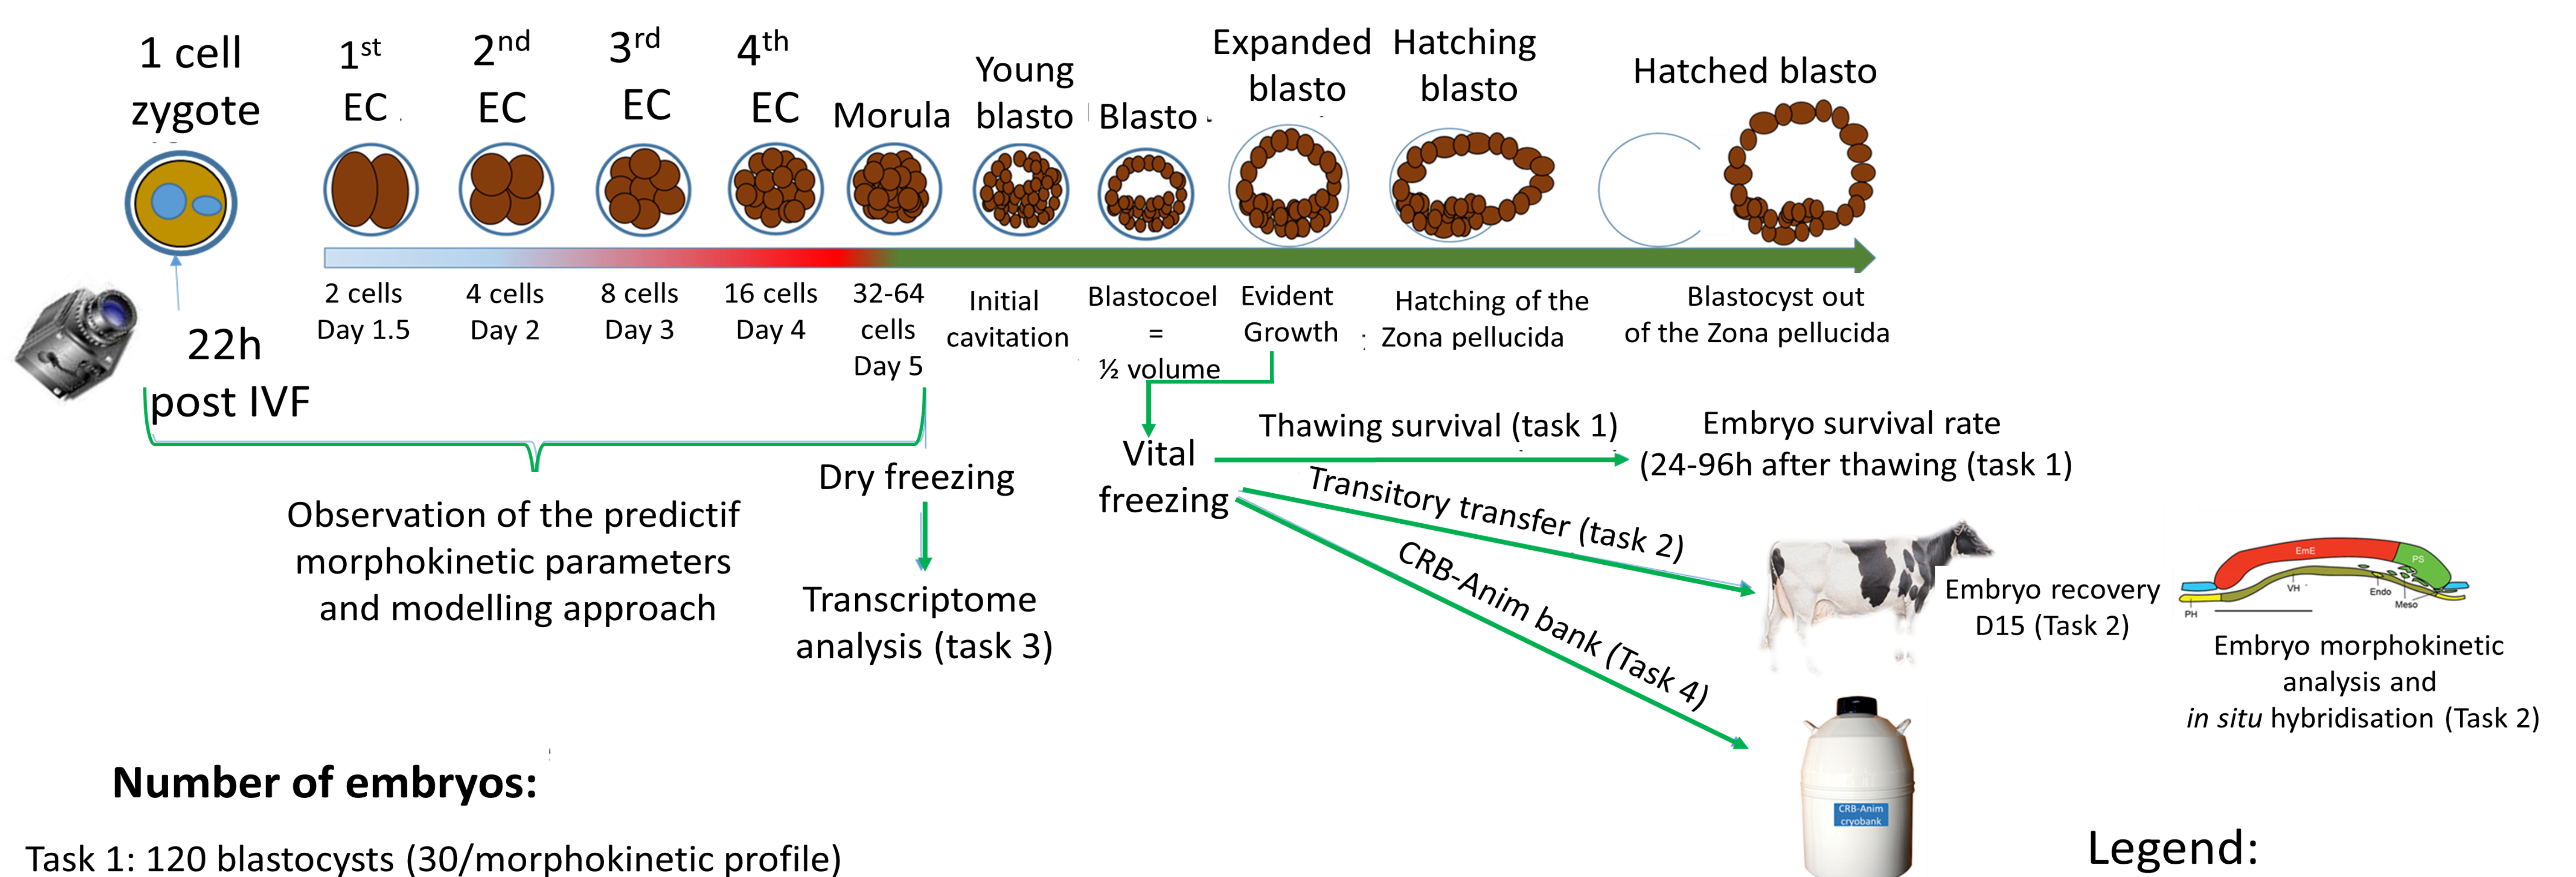 1 cell
zygote
1st
EC
2nd
EC
3rd
EC
4th
EC
Morula
Young
blasto
Blasto
Expanded
blasto
Hatching
blasto
Hatched blasto
22h
post IVF
2 cells
Day 1.5
4 cells
Day 2
8 cells
Day 3
16 cells
Day 4
32-64
cells
Day 5
Initial
cavitation
Blastocoel
=
½ volume
Evident
Growth
Hatching of the
Zona pellucida
Blastocyst out
of the Zona pellucida
Observation of the predictif
morphokinetic parameters
and modelling approach
Dry freezing
Transcriptome
analysis (task 3)
Vital
freezing
Thawing survival (task 1)
Embryo survival rate
(24-96h after thawing (task 1)
Transitory transfer (task 2)
CRB-Anim bank (Task 4)
Embryo recovery
D15 (Task 2)
EmE
PS
VH
Endo
Meso
PH
Embryo morphokinetic
analysis and
in situ hybridisation (Task 2)
CRB-Anim
cryobank
Number of embryos:
Task 1: 120 blastocysts (30/morphokinetic profile)
Legend: